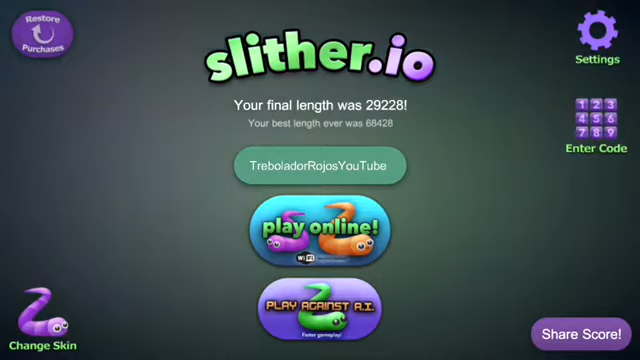 Restore
Purchases
slither.io
Settings
Your final length was 29228!
Your best length ever was 68428
1 2 3
4 5 6
7 8 9
Enter Code
TreboladorRojosYouTube
play online!
WiFi
PLAY AGAINST A.I.
Faster gameplay!
Change Skin
Share Score!